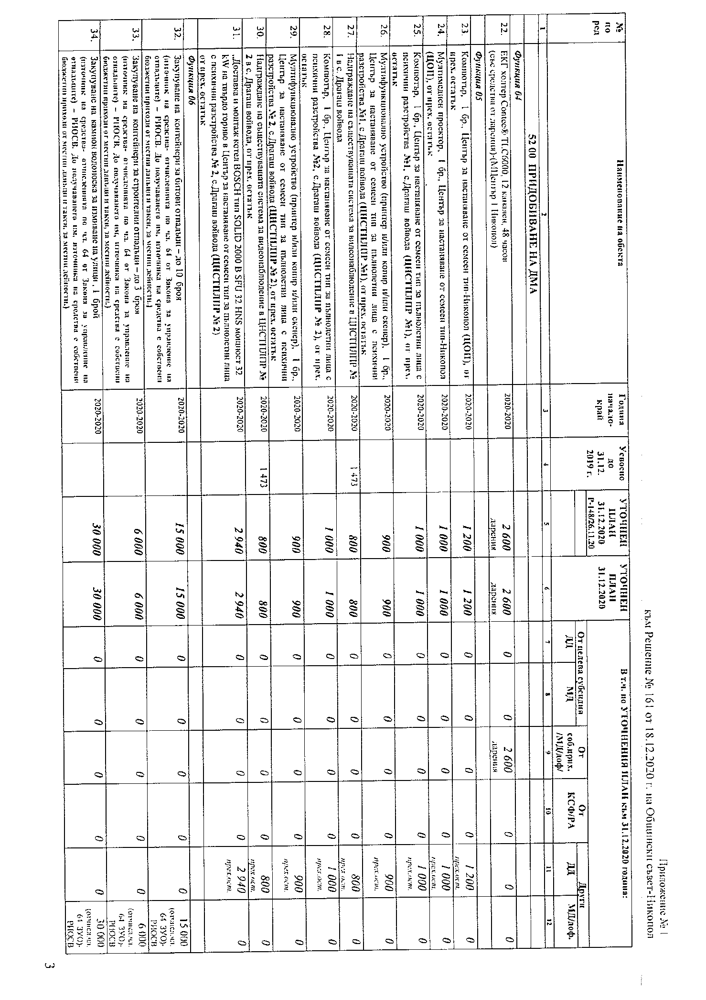 Приложение № 1
към Решение № 161 от 18.12.2020 г. на Общински съвет-Никопол
№ по ред
Наименование на обекта
Година начало-край
Усвоено до 31.12. 2019 г.
УТОЧНЕН ПЛАН 31.12.2020 Р-148/26.11.20
УТОЧНЕН ПЛАН 31.12.2020
В т.ч. по УТОЧНЕНИЯ ПЛАН към 31.12.2020 година:
От целева субсидия
ДД
МД
От соб.прих. /МД/доф/
От КСФ/РА
Други
ДД
МД/доф.
1 2 3 4 5 6 7 8 9 10 11 12
52 00 ПРИДОБИВАНЕ НА ДМА
Функция 04
22. ЕКГ холтер Contec® TLC6000, 12 канален, 48 часов 2020-2020 2 600 2 600 0 0 2 600 0 0 0
(със средства от дарения)-(МЦентър 1 Никопол) дарения дарения дарения
Функция 05
23. Компютър, 1 бр., Център за настаняване от семеен тип-Никопол (ЦОП), от 2020-2020 1 200 1 200 0 0 0 0 1 200 0
прех. остатък прех.ост.
24. Мултимедиен проектор, 1 бр., Център за настаняване от семеен тип-Никопол 2020-2020 1 000 1 000 0 0 0 0 1 000 0
(ЦОП), от прех. остатък прех.ост.
25. Компютър, 1 бр., Център за настаняване от семеен тип за пълнолетни лица с 2020-2020 1 000 1 000 0 0 0 0 1 000 0
психични разстройства №1, с.Драгаш войвода (ЦНСТПЛПР №1), от прех. прех.ост.
остатък
26. Мултифункционално устройство (принтер и/или копир и/или скенер), 1 бр., 2020-2020 900 900 0 0 0 0 900 0
Център за настаняване от семеен тип за пълнолетни лица с психични прех.ост.
разстройства №1, с.Драгаш войвода (ЦНСТПЛПР №1), от прех. остатък
27. Надграждане на съществуващата система за видеонаблюдение в ЦНСТПЛПР № 2020-2020 1 473 800 800 0 0 0 0 800 0
1 в с. Драгаш войвода прех.ост.
28. Компютър, 1 бр., Център за настаняване от семеен тип за пълнолетни лица с 2020-2020 1 000 1 000 0 0 0 0 1 000 0
психични разстройства №2, с.Драгаш войвода (ЦНСТПЛПР № 2), от прех. прех.ост.
остатък
29. Мултифункционално устройство (принтер и/или копир и/или скенер), 1 бр., 2020-2020 900 900 0 0 0 0 900 0
Център за настаняване от семеен тип за пълнолетни лица с психични прех.ост.
разстройства № 2, с.Драгаш войвода (ЦНСТПЛПР № 2), от прех. остатък
30. Надграждане на съществуващата система за видеонаблюдение в ЦНСТПЛПР № 2020-2020 1 473 800 800 0 0 0 0 800 0
2 в с. Драгаш войвода, от прех. остатък прех.ост.
31. „Доставка и монтаж котел BOSCH тип SOLID 2000 B SFU 32 HNS мощност 32 2020-2020 2 940 2 940 0 0 0 0 2 940 0
kW на твърдо гориво в Център за настаняване от семеен тип за пълнолетни лица прех.ост.
с психични разстройства № 2, с.Драгаш войвода (ЦНСТПЛПР № 2)
от прех. остатък
Функция 06
32. Закупуване на контейнери за битови отпадъци – до 10 броя 2020-2020 15 000 15 000 0 0 0 0 0 15 000
(източник на средства- отчисленията по чл. 64 от Закона за управление на (отчисл.чл.
отпадъците) – РИОСВ. До получаването им, източника на средства е собствени 64 ЗУО)-
бюджетни приходи от местни данъци и такси, за местни дейности.) РИОСВ
33. Закупуване на контейнери за строителни отпадъци – до 3 броя 2020-2020 6 000 6 000 0 0 0 0 0 6 000
(източник на средства- отчисленията по чл. 64 от Закона за управление на (отчисл.чл.
отпадъците) – РИОСВ. До получаването им, източника на средства е собствени 64 ЗУО)-
бюджетни приходи от местни данъци и такси, за местни дейности.) РИОСВ
34. Закупуване на камион водоноска за измиване на улици , 1 брой 2020-2020 30 000 30 000 0 0 0 0 0 30 000
(източник на средства- отчисленията по чл. 64 от Закона за управление на (отчисл.чл.
отпадъците) – РИОСВ. До получаването им, източника на средства е собствени 64 ЗУО)-
бюджетни приходи от местни данъци и такси, за местни дейности.) РИОСВ
3